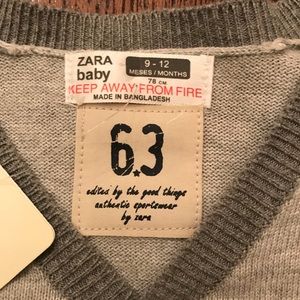 ZARA
baby
9 - 12
MESES / MONTHS
78 CM
KEEP AWAY FROM FIRE
MADE IN BANGLADESH
6.3
edited by the good things
authentic sportswear
by zara